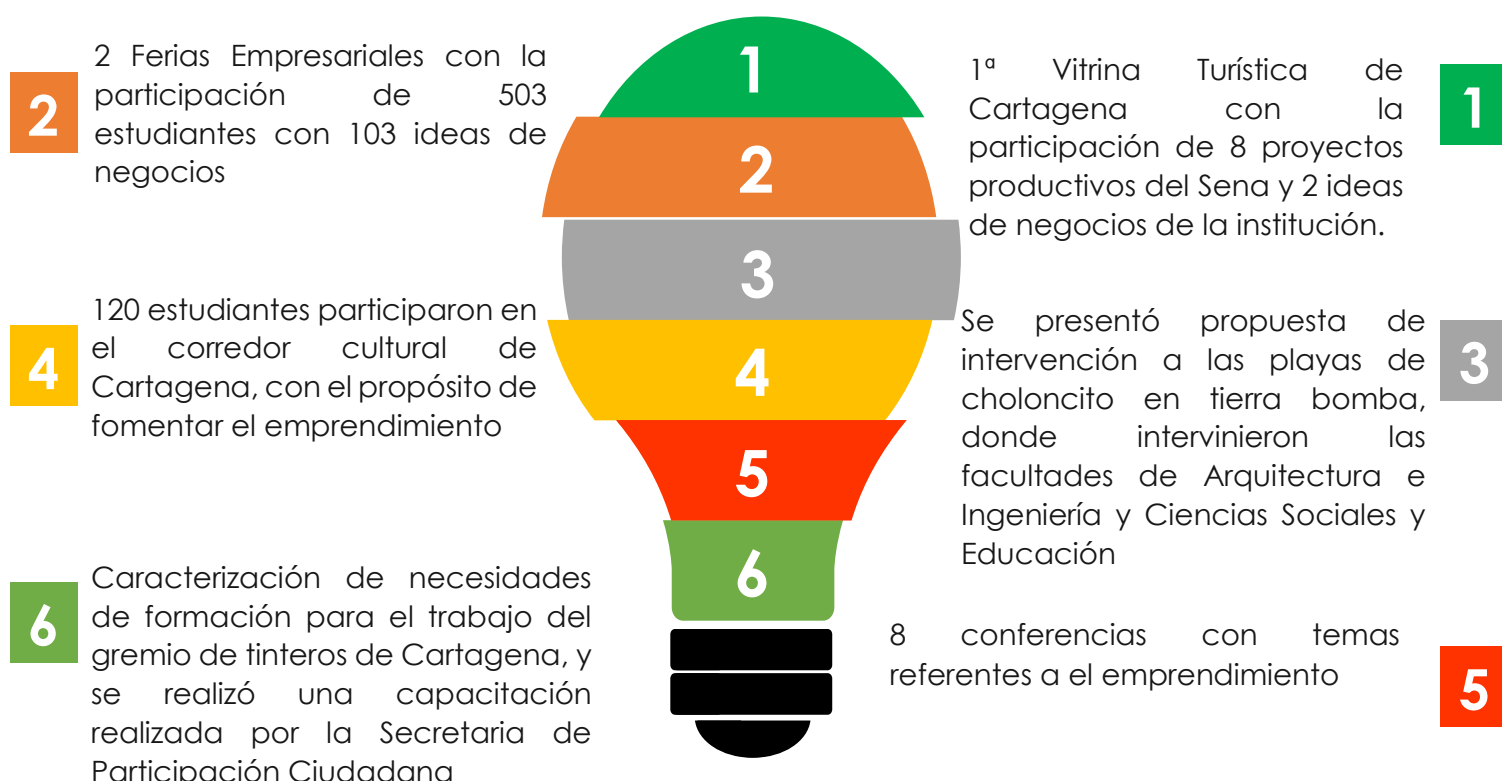 1
2
3
4
5
6
2
2 Ferias Empresariales con la
participación de 503
estudiantes con 103 ideas de
negocios
1
1ª Vitrina Turística de
Cartagena con la
participación de 8 proyectos
productivos del Sena y 2 ideas
de negocios de la institución.
4
120 estudiantes participaron en
el corredor cultural de
Cartagena, con el propósito de
fomentar el emprendimiento
3
Se presentó propuesta de
intervención a las playas de
choloncito en tierra bomba,
donde intervinieron las
facultades de Arquitectura e
Ingeniería y Ciencias Sociales y
Educación
6
Caracterización de necesidades
de formación para el trabajo del
gremio de tinteros de Cartagena, y
se realizó una capacitación
realizada por la Secretaria de
Participación Ciudadana
5
8 conferencias con temas
referentes a el emprendimiento